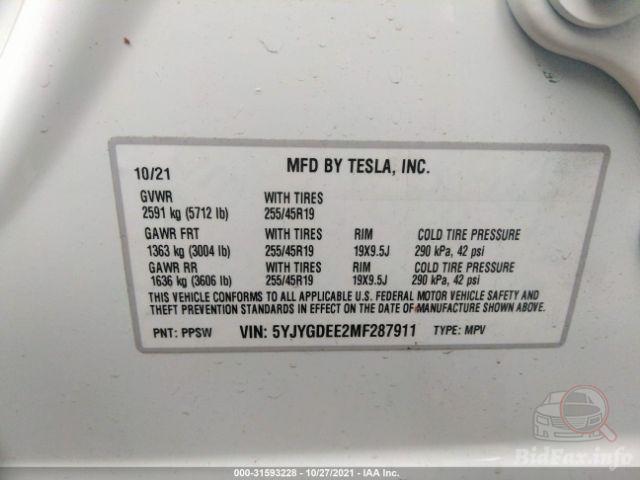 10/21 MFD BY TESLA, INC.
GVWR WITH TIRES
2591 kg (5712 lb) 255/45R19
GAWR FRT WITH TIRES RIM COLD TIRE PRESSURE
1363 kg (3004 lb) 255/45R19 19X9.5J 290 kPa, 42 psi
GAWR RR WITH TIRES RIM COLD TIRE PRESSURE
1636 kg (3606 lb) 255/45R19 19X9.5J 290 kPa, 42 psi
THIS VEHICLE CONFORMS TO ALL APPLICABLE U.S. FEDERAL MOTOR VEHICLE SAFETY AND
THEFT PREVENTION STANDARDS IN EFFECT ON THE DATE OF MANUFACTURE SHOWN ABOVE.
PNT: PPSW VIN: 5YJYGDEE2MF287911 TYPE: MPV
BidFax.info
000-31593228 - 10/27/2021 - IAA Inc.